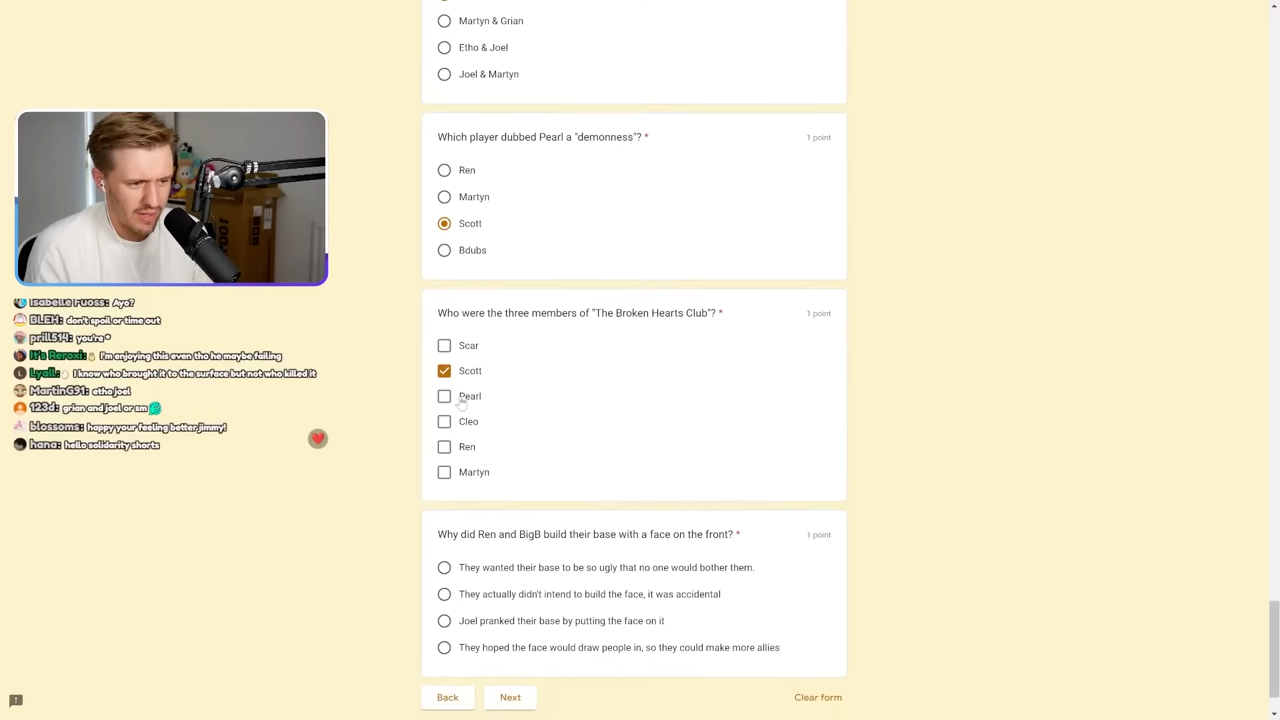 Martyn & Grian
Etho & Joel
Joel & Martyn
Which player dubbed Pearl a "demonness"? *
1 point
Ren
Martyn
Scott
Bdubs
Who were the three members of "The Broken Hearts Club"? *
1 point
Scar
Scott
Pearl
Cleo
Ren
Martyn
Why did Ren and BigB build their base with a face on the front? *
1 point
They wanted their base to be so ugly that no one would bother them.
They actually didn't intend to build the face, it was accidental
Joel pranked their base by putting the face on it
They hoped the face would draw people in, so they could make more allies
Back
Next
Clear form
Isabelle Fuoss: Ayo?
BLEH: don't spoil or time out
prill514: you're*
It's Reroxi: I'm enjoying this even tho he maybe failing
Lyall: I know who brought it to the surface but not who killed it
MartinG91: etho joel
123d: grian and joel or sm
blossoms: happy your feeling better jimmy!
hana: hello solidarity shorts